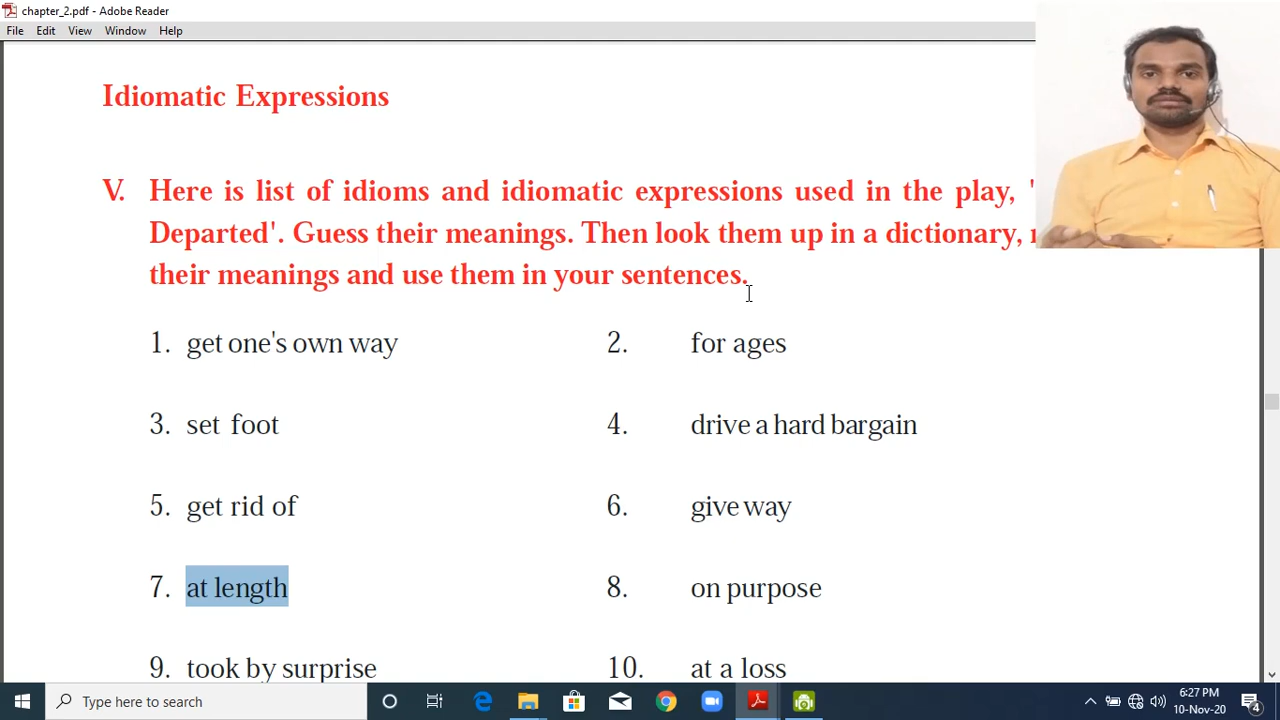 chapter_2.pdf - Adobe Reader
File Edit View Window Help
Idiomatic Expressions
V. Here is list of idioms and idiomatic expressions used in the play, '
Departed'. Guess their meanings. Then look them up in a dictionary,
their meanings and use them in your sentences.
1. get one's own way 2. for ages
3. set foot 4. drive a hard bargain
5. get rid of 6. give way
7. at length 8. on purpose
9. took by surprise 10. at a loss
Type here to search
6:27 PM
10-Nov-20
4